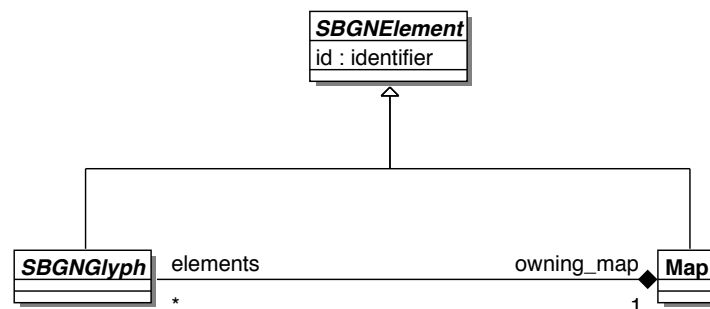 SBGNElement
id : identifier
SBGNGlyph
elements
owning_map
Map
*
1